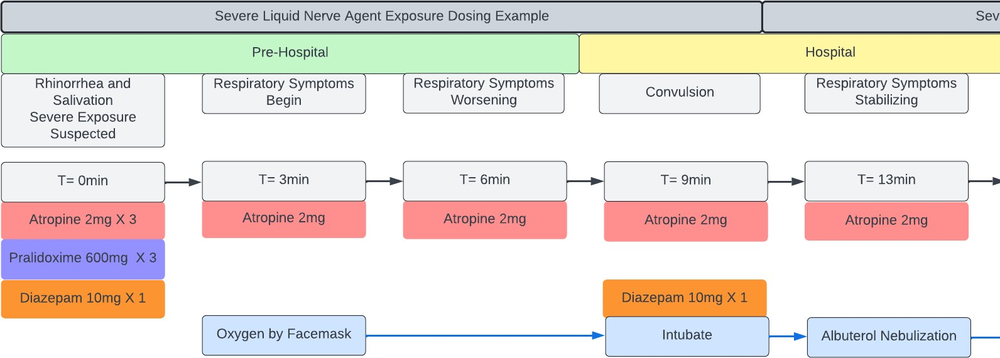 Severe Liquid Nerve Agent Exposure Dosing Example
Sev
Pre-Hospital
Hospital
Rhinorrhea and
Salivation
Severe Exposure
Suspected
Respiratory Symptoms
Begin
Respiratory Symptoms
Worsening
Convulsion
Respiratory Symptoms
Stabilizing
T= 0min
T= 3min
T= 6min
T= 9min
T= 13min
Atropine 2mg X 3
Atropine 2mg
Atropine 2mg
Atropine 2mg
Atropine 2mg
Pralidoxime 600mg  X 3
Diazepam 10mg X 1
Diazepam 10mg X 1
Oxygen by Facemask
Intubate
Albuterol Nebulization